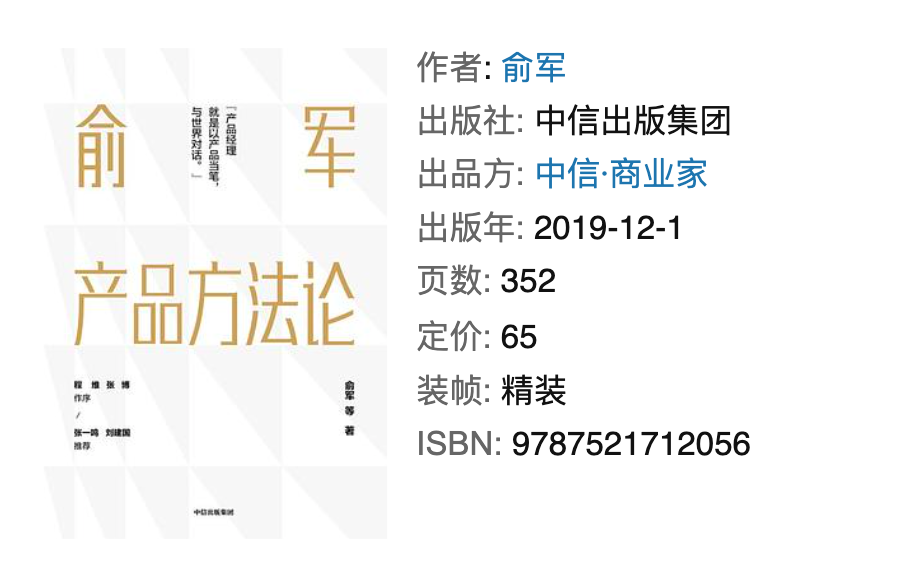 俞军
「产品经理
就是以产品当笔，
与世界对话。」
产品方法论
程 维 张 博
作序
/
张一鸣 刘建国
推荐
俞军 等 著
中信出版集团
作者: 俞军
出版社: 中信出版集团
出品方: 中信·商业家
出版年: 2019-12-1
页数: 352
定价: 65
装帧: 精装
ISBN: 9787521712056